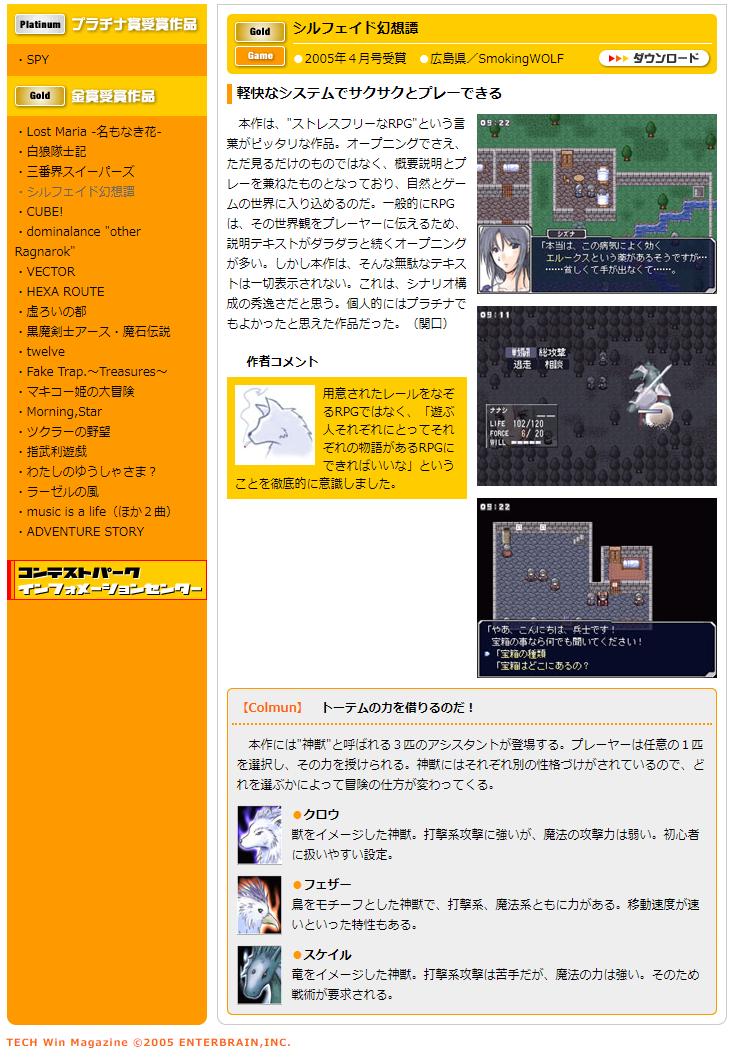 Platinum プラチナ賞受賞作品
・SPY
Gold 金賞受賞作品
・Lost Maria -名もなき花-
・白狼隊士記
・三番界スイーパーズ
・シルフェイド幻想譚
・CUBE!
・dominalance "other
Ragnarok"
・VECTOR
・HEXA ROUTE
・虚ろいの都
・黒魔剣士アース・魔石伝説
・twelve
・Fake Trap.～Treasures～
・マキコー姫の大冒険
・Morning,Star
・ツクラーの野望
・指武利遊戯
・わたしのゆうしゃさま？
・ラーゼルの風
・music is a life（ほか２曲）
・ADVENTURE STORY
コンテストパーク
インフォメーションセンター
Gold シルフェイド幻想譚
Game ●2005年４月号受賞 ●広島県／SmokingWOLF ダウンロード
軽快なシステムでサクサクとプレーできる
本作は、"ストレスフリーなRPG"という言
葉がピッタリな作品。オープニングでさえ、
ただ見るだけのものではなく、概要説明とプ
レーを兼ねたものとなっており、自然とゲー
ムの世界に入り込めるのだ。一般的にRPG
は、その世界観をプレーヤーに伝えるため、
説明テキストがダラダラと続くオープニング
が多い。しかし本作は、そんな無駄なテキス
トは一切表示されない。これは、シナリオ構
成の秀逸さだと思う。個人的にはプラチナで
もよかったと思えた作品だった。（関口）
作者コメント
用意されたレールをなぞ
るRPGではなく、「遊ぶ
人それぞれにとってそれ
ぞれの物語があるRPGに
できればいいな」という
ことを徹底的に意識しました。
09:22
シズナ
「本当は、この病気によく効く
エルークスという薬があるそうですが…
……貧しくて手が出なくて……。
09:11
単独戦闘 総攻撃
逃走 相談
ナナシ
LIFE 102/120
FORCE 6/ 20
WILL
09:22
「やあ、こんにちは、兵士です！
宝箱の事なら何でも聞いてください！
「宝箱の種類
「宝箱はどこにあるの？
【Colmun】 トーテムの力を借りるのだ！
本作には"神獣"と呼ばれる３匹のアシスタントが登場する。プレーヤーは任意の１匹
を選択し、その力を授けられる。神獣にはそれぞれ別の性格づけがされているので、ど
れを選ぶかによって冒険の仕方が変わってくる。
●クロウ
獣をイメージした神獣。打撃系攻撃に強いが、魔法の攻撃力は弱い。初心者
に扱いやすい設定。
●フェザー
鳥をモチーフとした神獣で、打撃系、魔法系ともに力がある。移動速度が速
いといった特性もある。
●スケイル
竜をイメージした神獣。打撃系攻撃は苦手だが、魔法の力は強い。そのため
戦術が要求される。
TECH Win Magazine ©2005 ENTERBRAIN,INC.